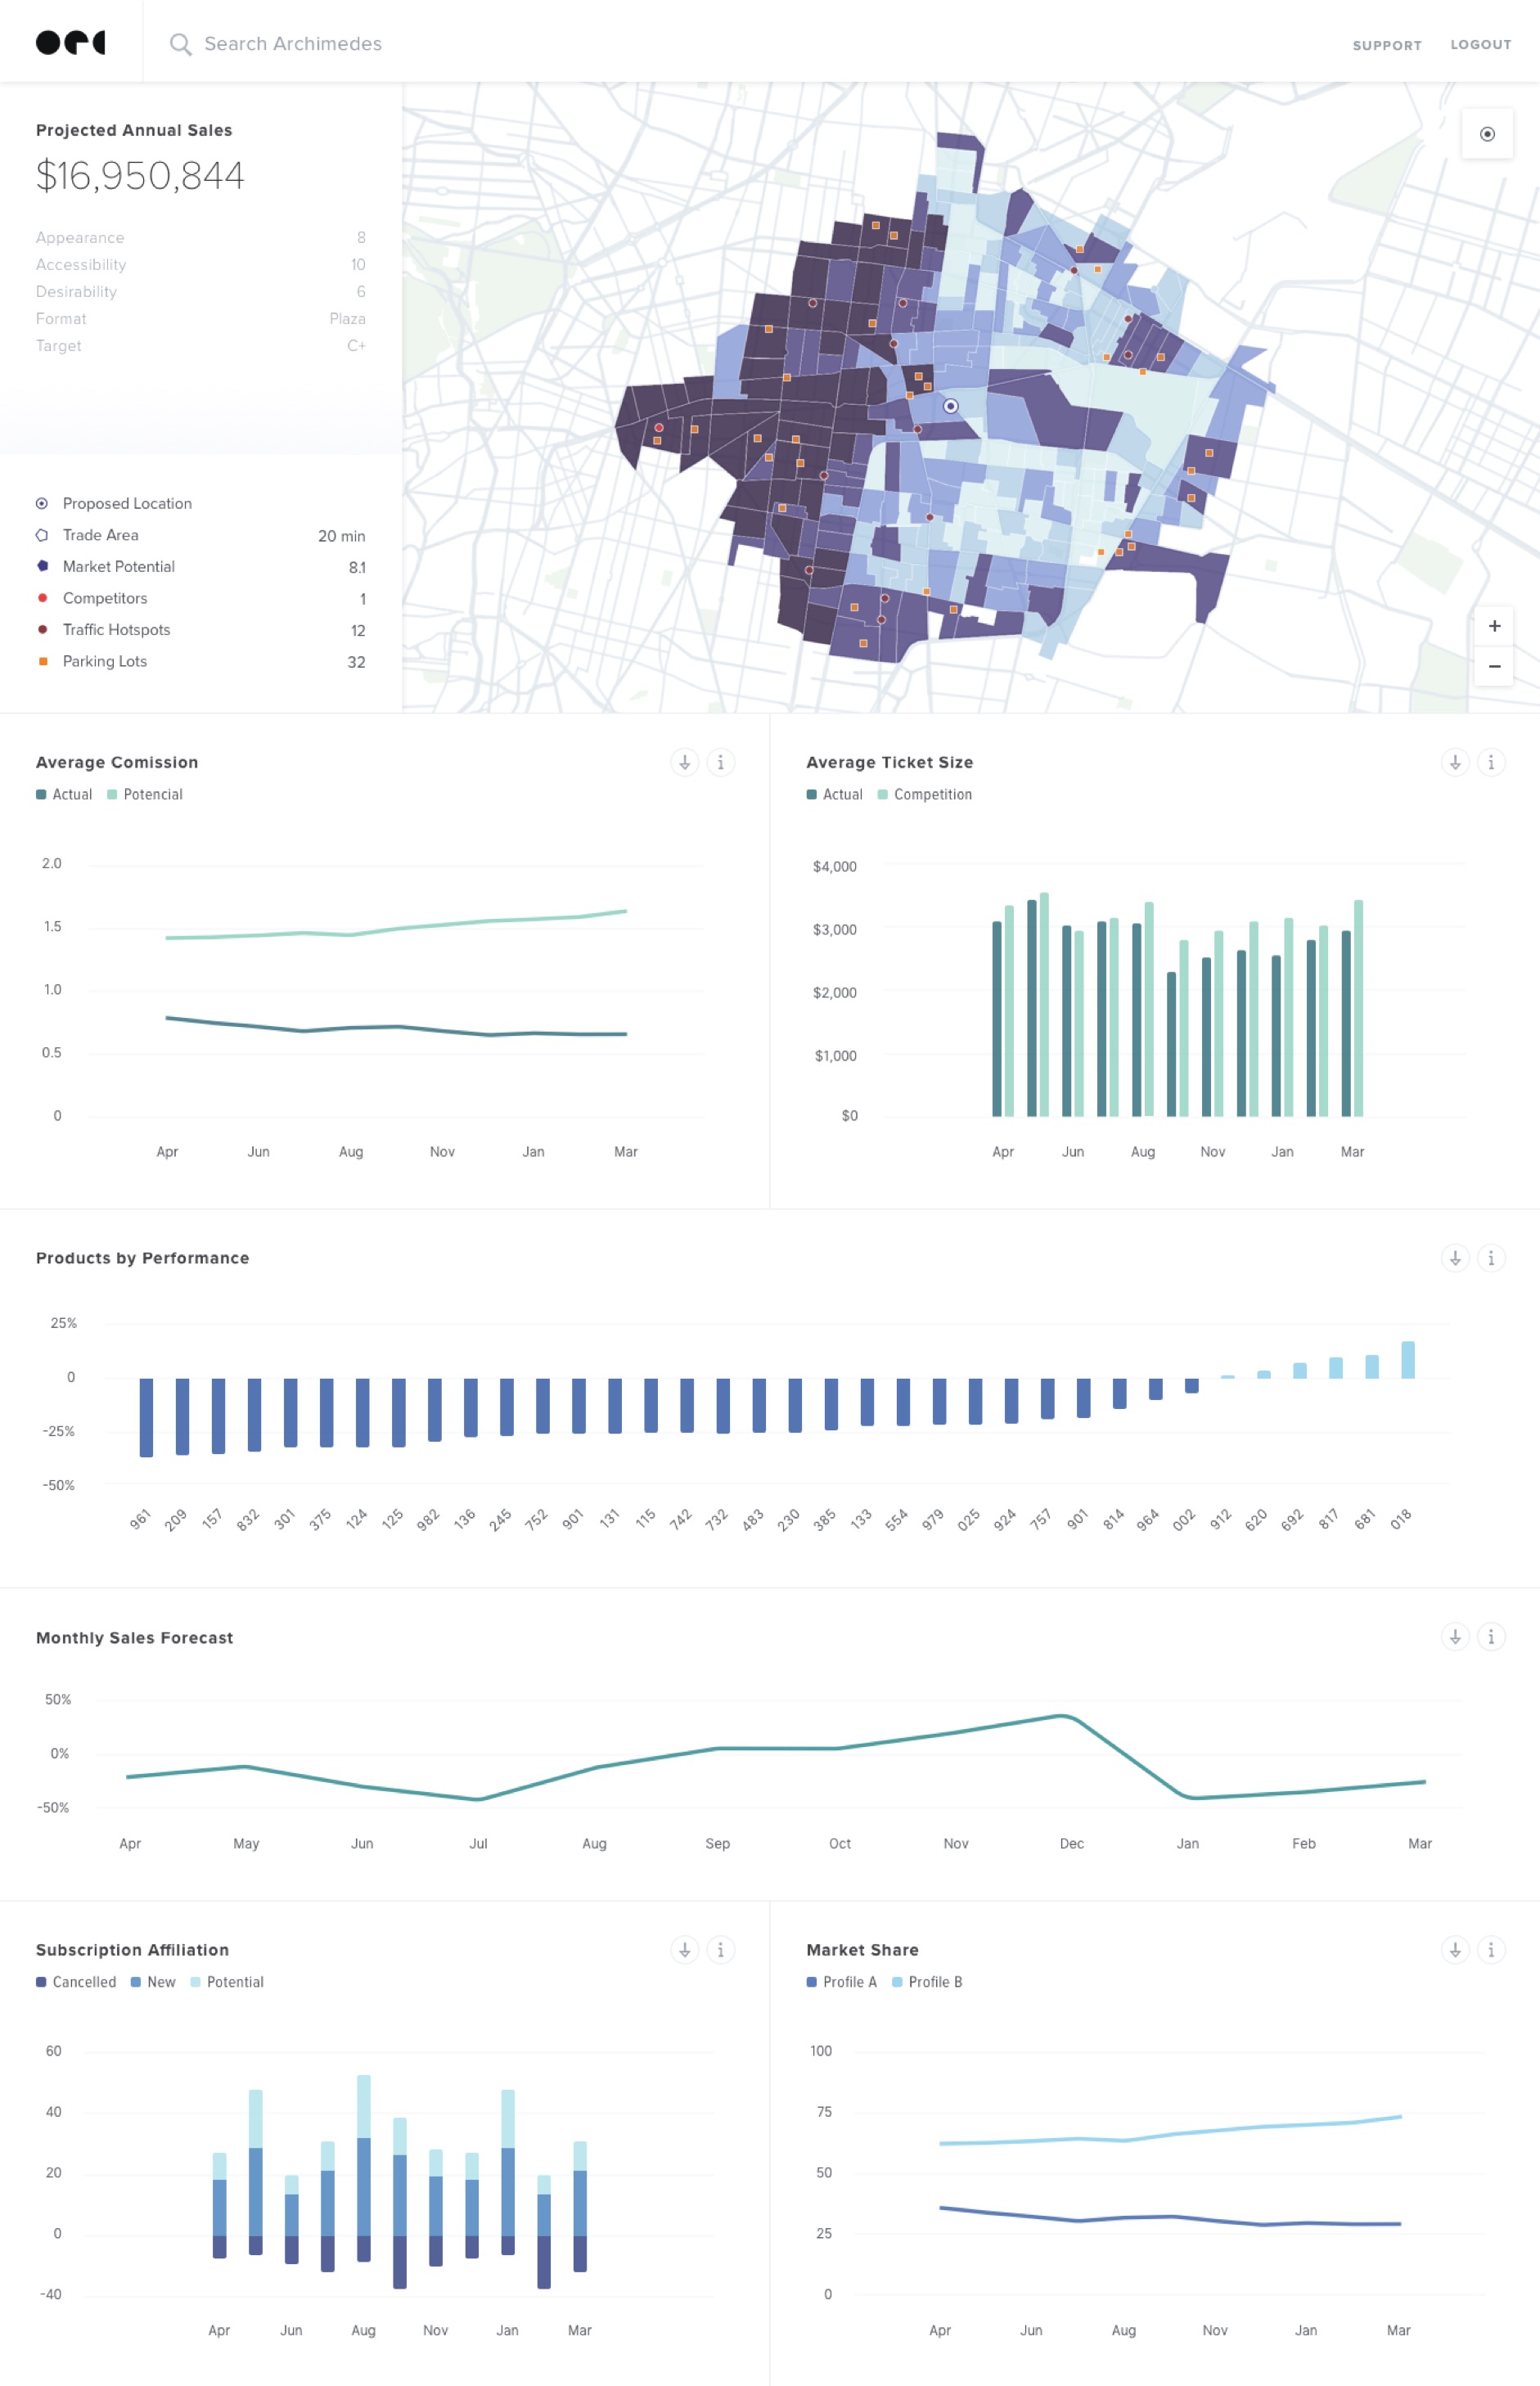 Search Archimedes
SUPPORT LOGOUT
Projected Annual Sales
$16,950,844
Appearance 8
Accessibility 10
Desirability 6
Format Plaza
Target C+
Proposed Location
Trade Area 20 min
Market Potential 8.1
Competitors 1
Traffic Hotspots 12
Parking Lots 32
+
−
Average Comission
Actual Potencial
2.0
1.5
1.0
0.5
0
Apr Jun Aug Nov Jan Mar
Average Ticket Size
Actual Competition
$4,000
$3,000
$2,000
$1,000
$0
Apr Jun Aug Nov Jan Mar
Products by Performance
25%
0
-25%
-50%
961 209 157 832 301 375 124 125 982 136 245 752 901 131 115 742 732 483 230 385 133 554 979 025 924 757 901 814 964 002 912 620 692 817 681 018
Monthly Sales Forecast
50%
0%
-50%
Apr May Jun Jul Aug Sep Oct Nov Dec Jan Feb Mar
Subscription Affiliation
Cancelled New Potential
60
40
20
0
-40
Apr Jun Aug Nov Jan Mar
Market Share
Profile A Profile B
100
75
50
25
0
Apr Jun Aug Nov Jan Mar